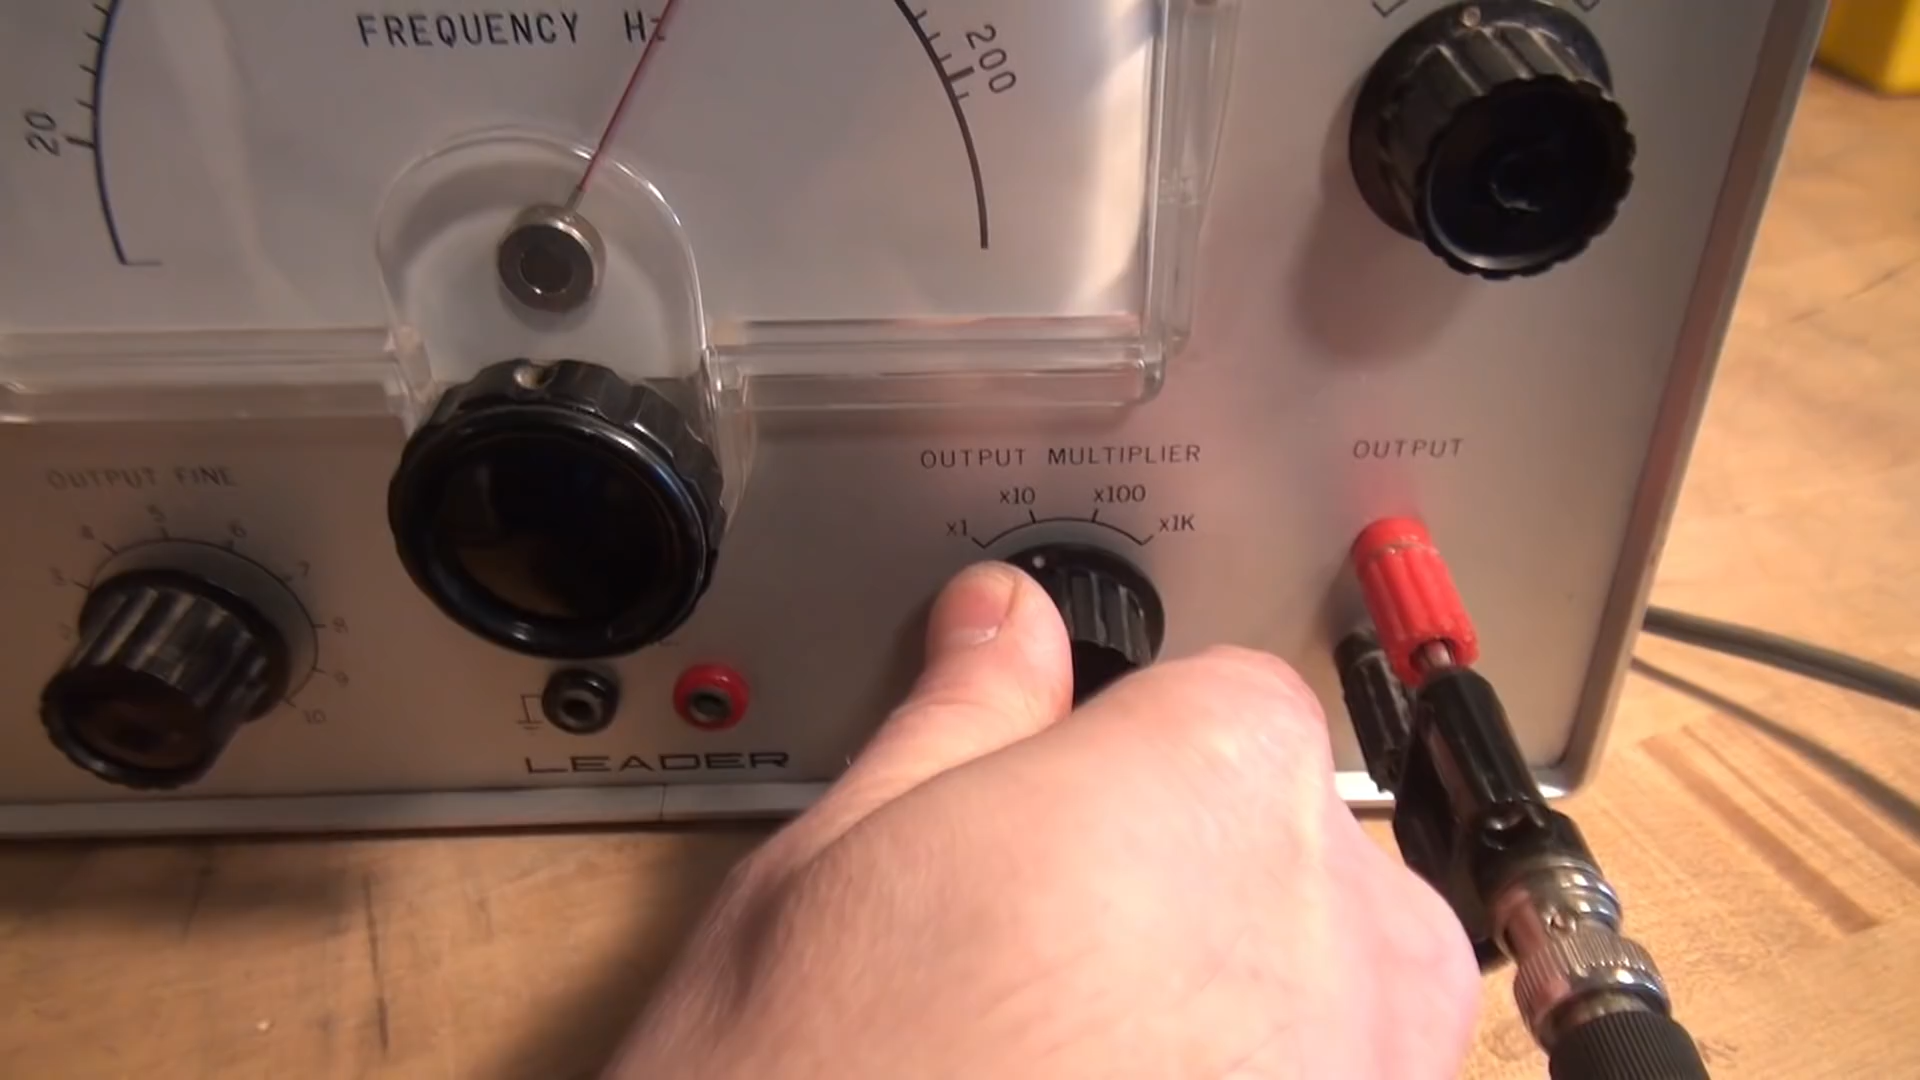 FREQUENCY Hz
20
200
OUTPUT FINE
3
4
5
6
7
8
9
10
OUTPUT MULTIPLIER
x1
x10
x100
x1K
OUTPUT
LEADER